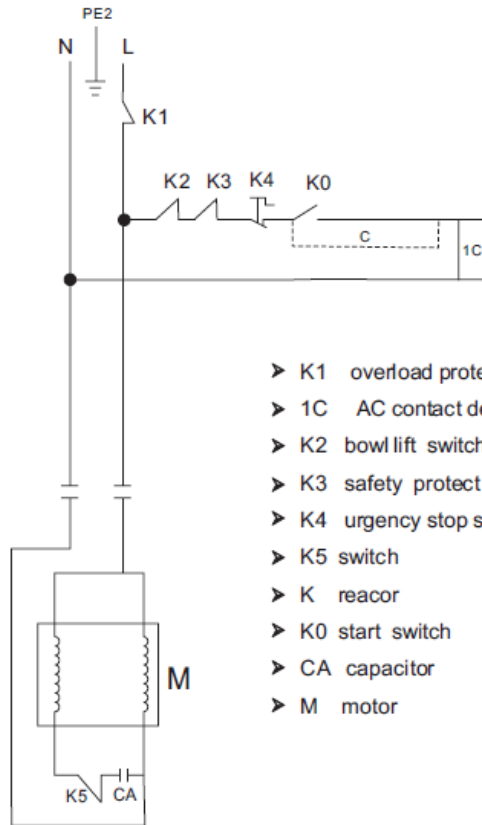 PE2
N L
K1
K2 K3 K4 K0
C
1C
➤ K1 overload prote
➤ 1C AC contact de
➤ K2 bowl lift switch
➤ K3 safety protect
➤ K4 urgency stop s
➤ K5 switch
➤ K reacor
➤ K0 start switch
➤ CA capacitor
➤ M motor
M
K5 CA